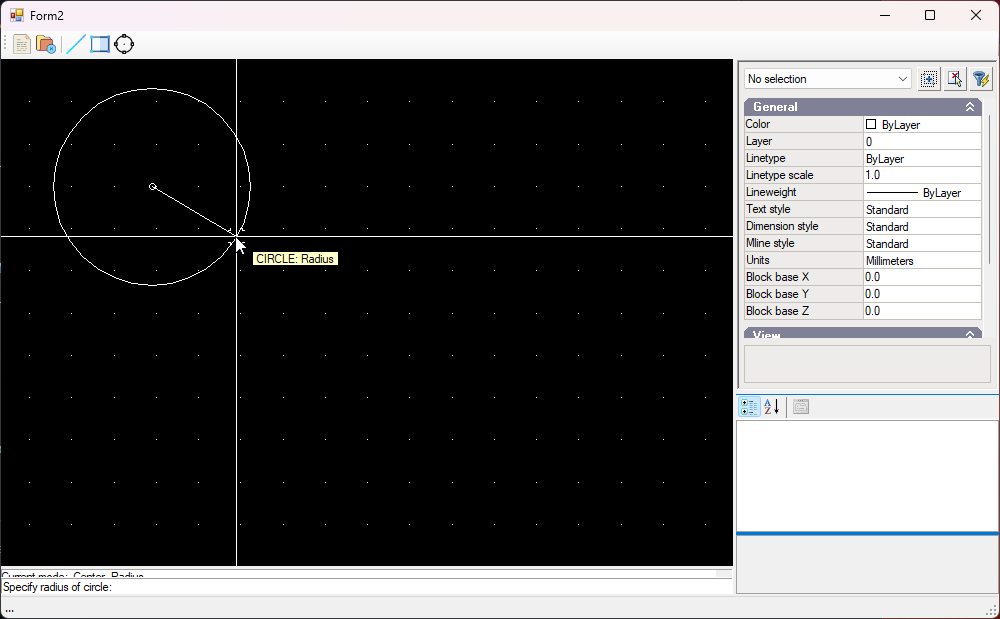 Form2
No selection
General
Color ByLayer
Layer 0
Linetype ByLayer
Linetype scale 1.0
Lineweight ByLayer
Text style Standard
Dimension style Standard
Mline style Standard
Units Millimeters
Block base X 0.0
Block base Y 0.0
Block base Z 0.0
View
CIRCLE: Radius
A
Z
Current mode: Center, Radius
Specify radius of circle:
...